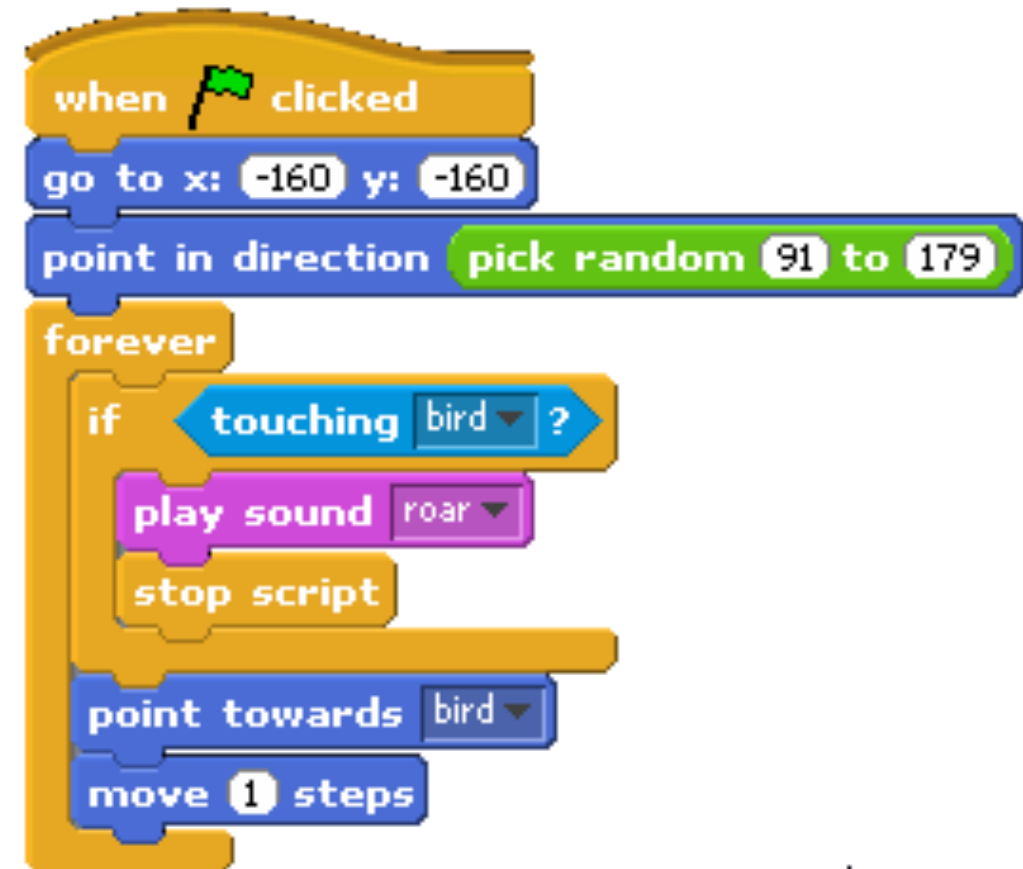 when clicked
go to x: -160 y: -160
point in direction pick random 91 to 179
forever
if touching bird ?
play sound roar
stop script
point towards bird
move 1 steps